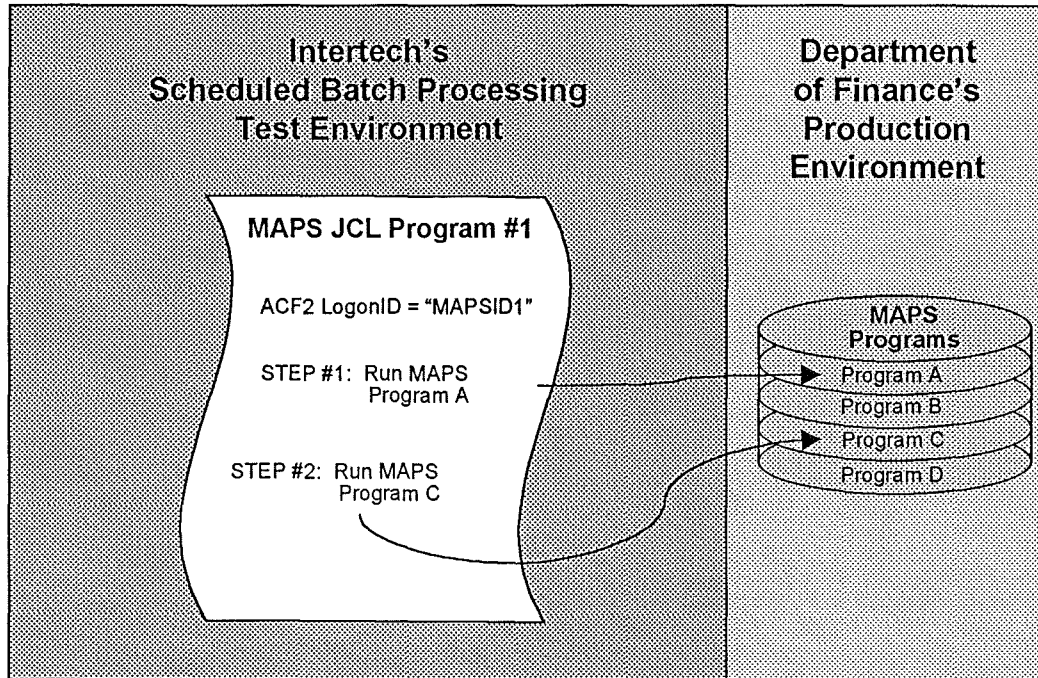 Intertech's
Scheduled Batch Processing
Test Environment
Department
of Finance's
Production
Environment
MAPS JCL Program #1
ACF2 LogonID = "MAPSID1"
STEP #1: Run MAPS
Program A
STEP #2: Run MAPS
Program C
MAPS
Programs
Program A
Program B
Program C
Program D